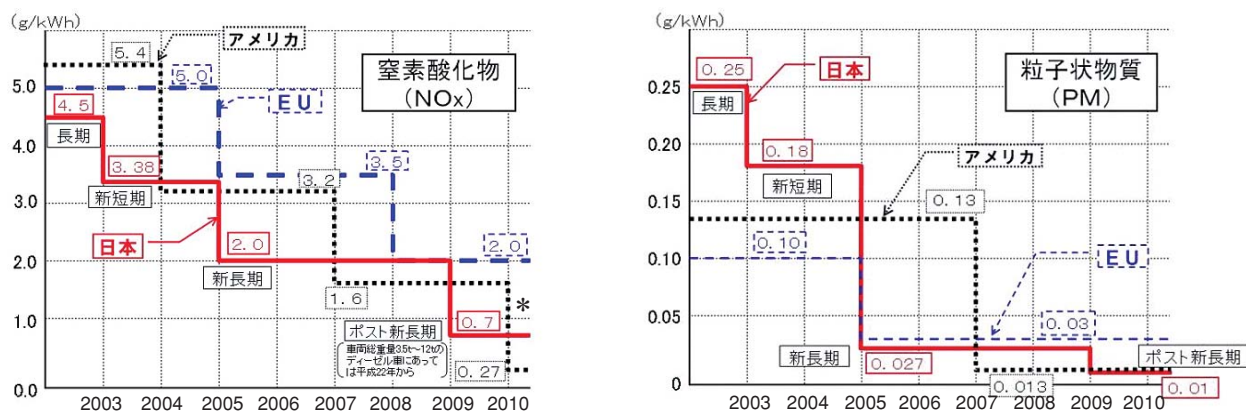 (g/kWh)
5.4
アメリカ
5.0
窒素酸化物
(NOx)
5.0
4.5
EU
長期
4.0
3.38
3.5
3.2
3.0
新短期
日本
2.0
2.0
2.0
新長期
1.6
*
1.0
ポスト新長期
0.7
車両総重量3.5t~12tの
ディーゼル車にあって
は平成22年から
0.27
0.0
2003 2004 2005 2006 2007 2008 2009 2010
(g/kWh)
0.25
日本
粒子状物質
(PM)
0.25
長期
0.20
0.18
アメリカ
新短期
0.15
0.13
0.10
0.10
EU
0.05
0.03
新長期
0.027
ポスト新長期
0
0.013
0.01
2003 2004 2005 2006 2007 2008 2009 2010